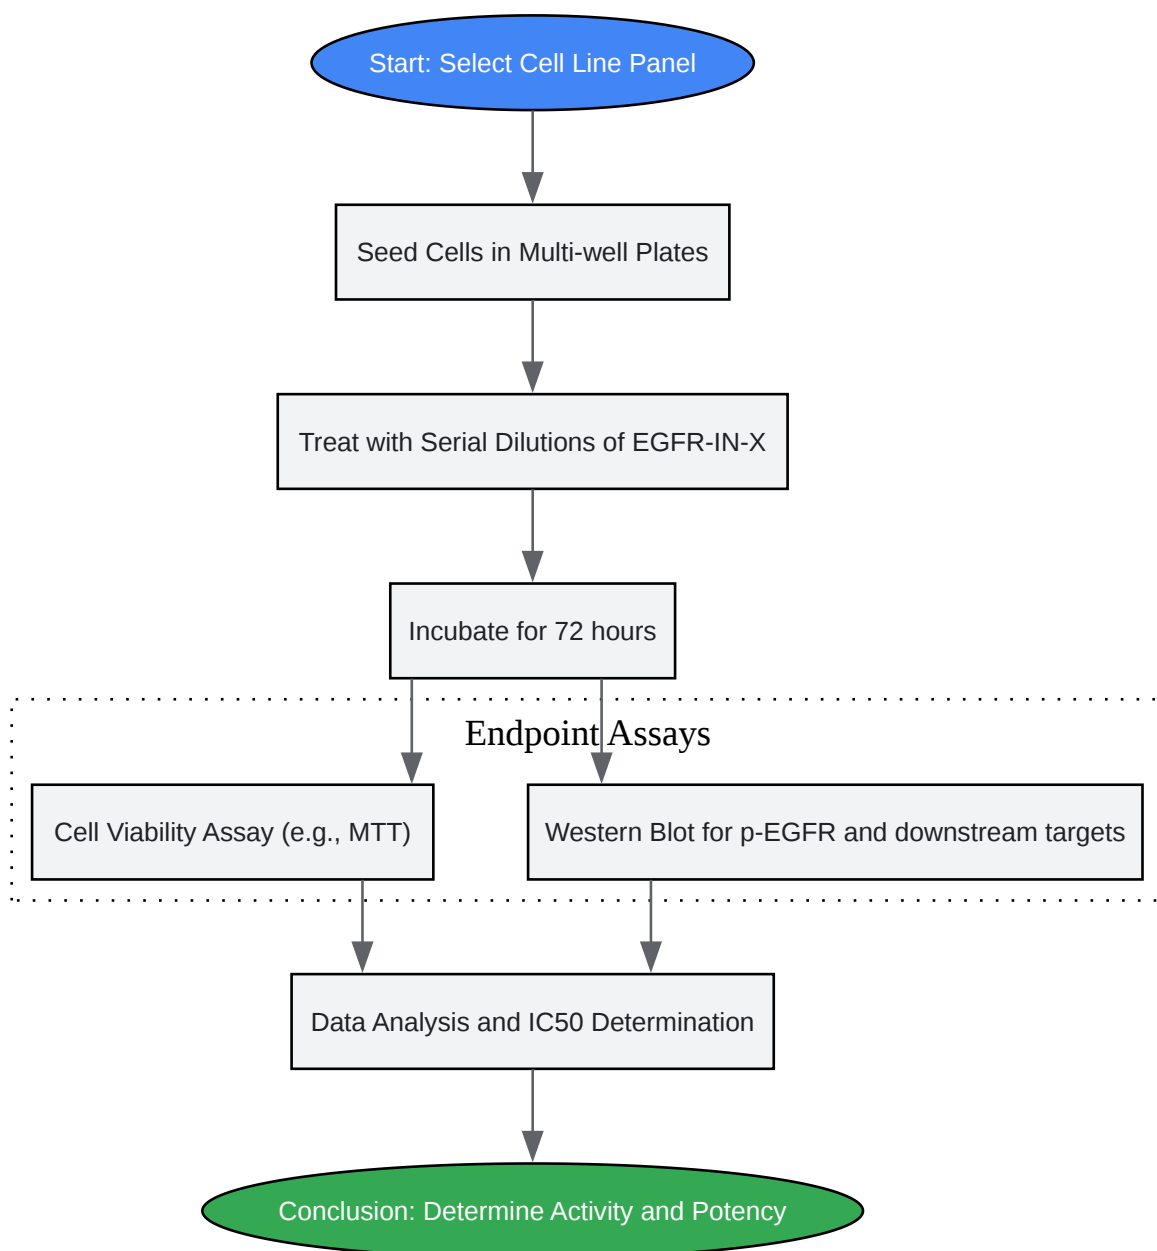 Start: Select Cell Line Panel
Seed Cells in Multi-well Plates
Treat with Serial Dilutions of EGFR-IN-X
Incubate for 72 hours
Endpoint Assays
Cell Viability Assay (e.g., MTT)
Western Blot for p-EGFR and downstream targets
Data Analysis and IC50 Determination
Conclusion: Determine Activity and Potency